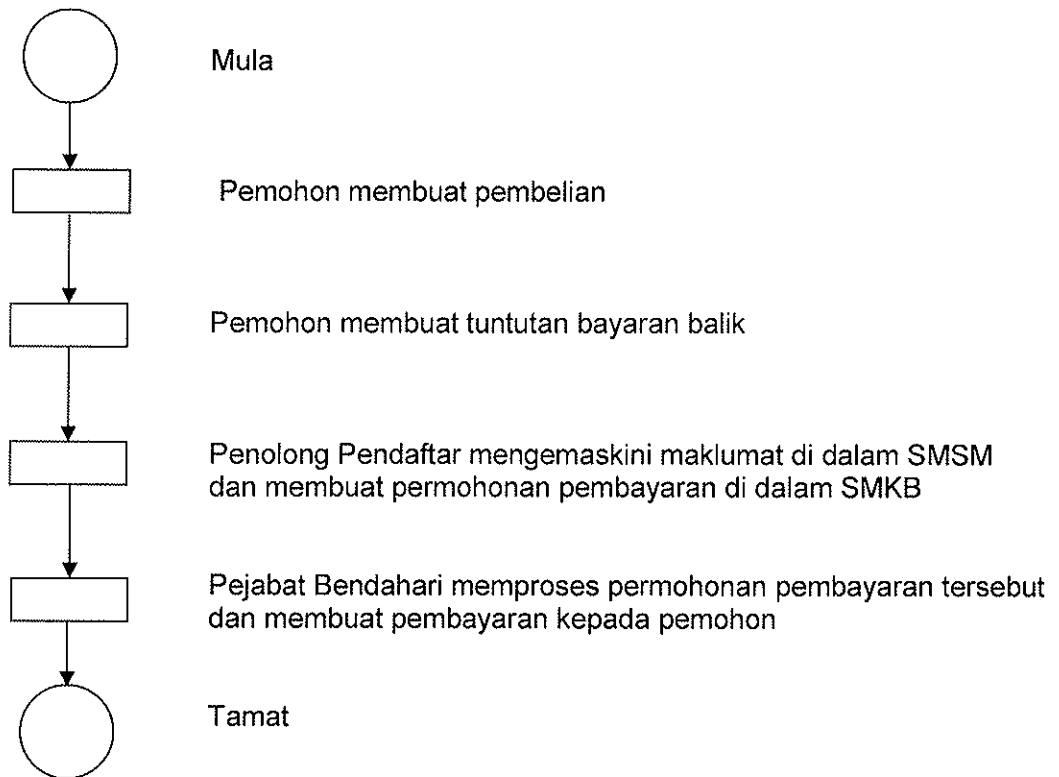 Mula
Pemohon membuat pembelian
Pemohon membuat tuntutan bayaran balik
Penolong Pendaftar mengemaskini maklumat di dalam SMSM
dan membuat permohonan pembayaran di dalam SMKB
Pejabat Bendahari memproses permohonan pembayaran tersebut
dan membuat pembayaran kepada pemohon
Tamat